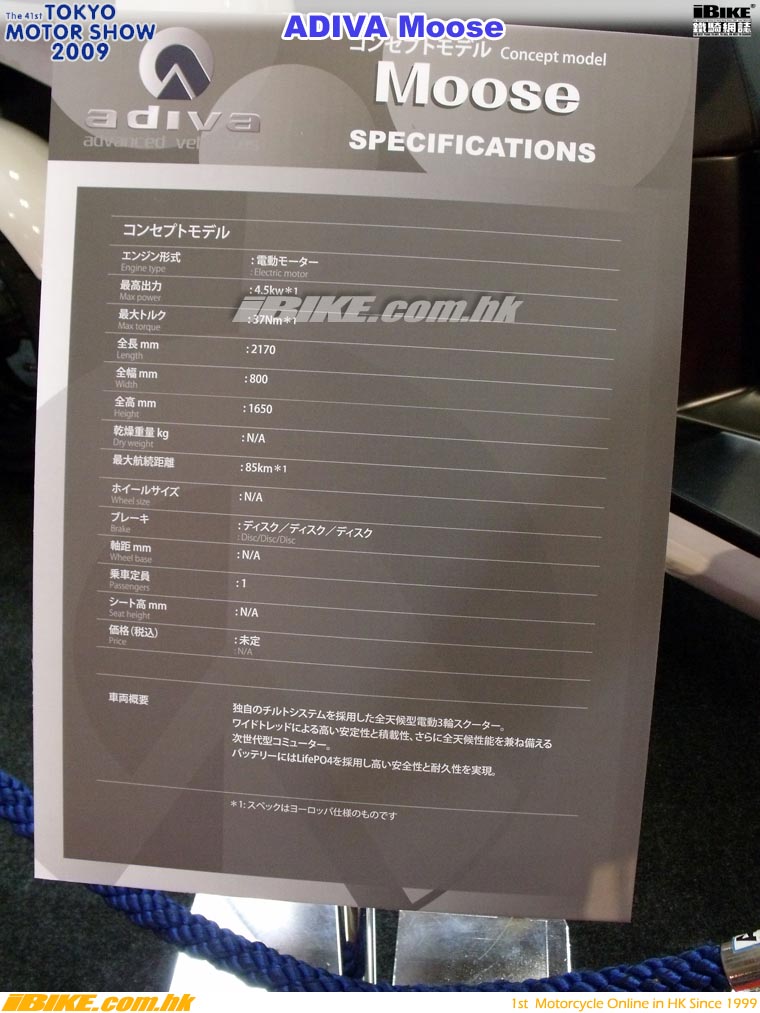 The 41st TOKYO
MOTOR SHOW
2009
ADIVA Moose
iBIKE
鐵騎網誌
コンセプトモデル Concept model
Moose
SPECIFICATIONS
adiva
advanced vehicles
コンセプトモデル
エンジン形式 : 電動モーター
Engine type : Electric motor
最高出力 : 4.5kw＊1
Max power
iBIKE.com.hk
最大トルク : 37Nm＊1
Max torque
全長 mm : 2170
Length
全幅 mm : 800
Width
全高 mm : 1650
Height
乾燥重量 kg : N/A
Dry weight
最大航続距離 : 85km＊1
ホイールサイズ : N/A
Wheel size
ブレーキ : ディスク／ディスク／ディスク
Brake : Disc/Disc/Disc
軸距 mm : N/A
Wheel base
乗車定員 : 1
Passengers
シート高 mm : N/A
Seat height
価格（税込） : 未定
Price : N/A
車両概要
独自のチルトシステムを採用した全天候型電動3輪スクーター。
ワイドトレッドによる高い安定性と積載性、さらに全天候性能を兼ね備える
次世代型コミューター。
バッテリーにはLifePO4を採用し高い安全性と耐久性を実現。
＊1: スペックはヨーロッパ仕様のものです
iBIKE.com.hk
1st Motorcycle Online in HK Since 1999